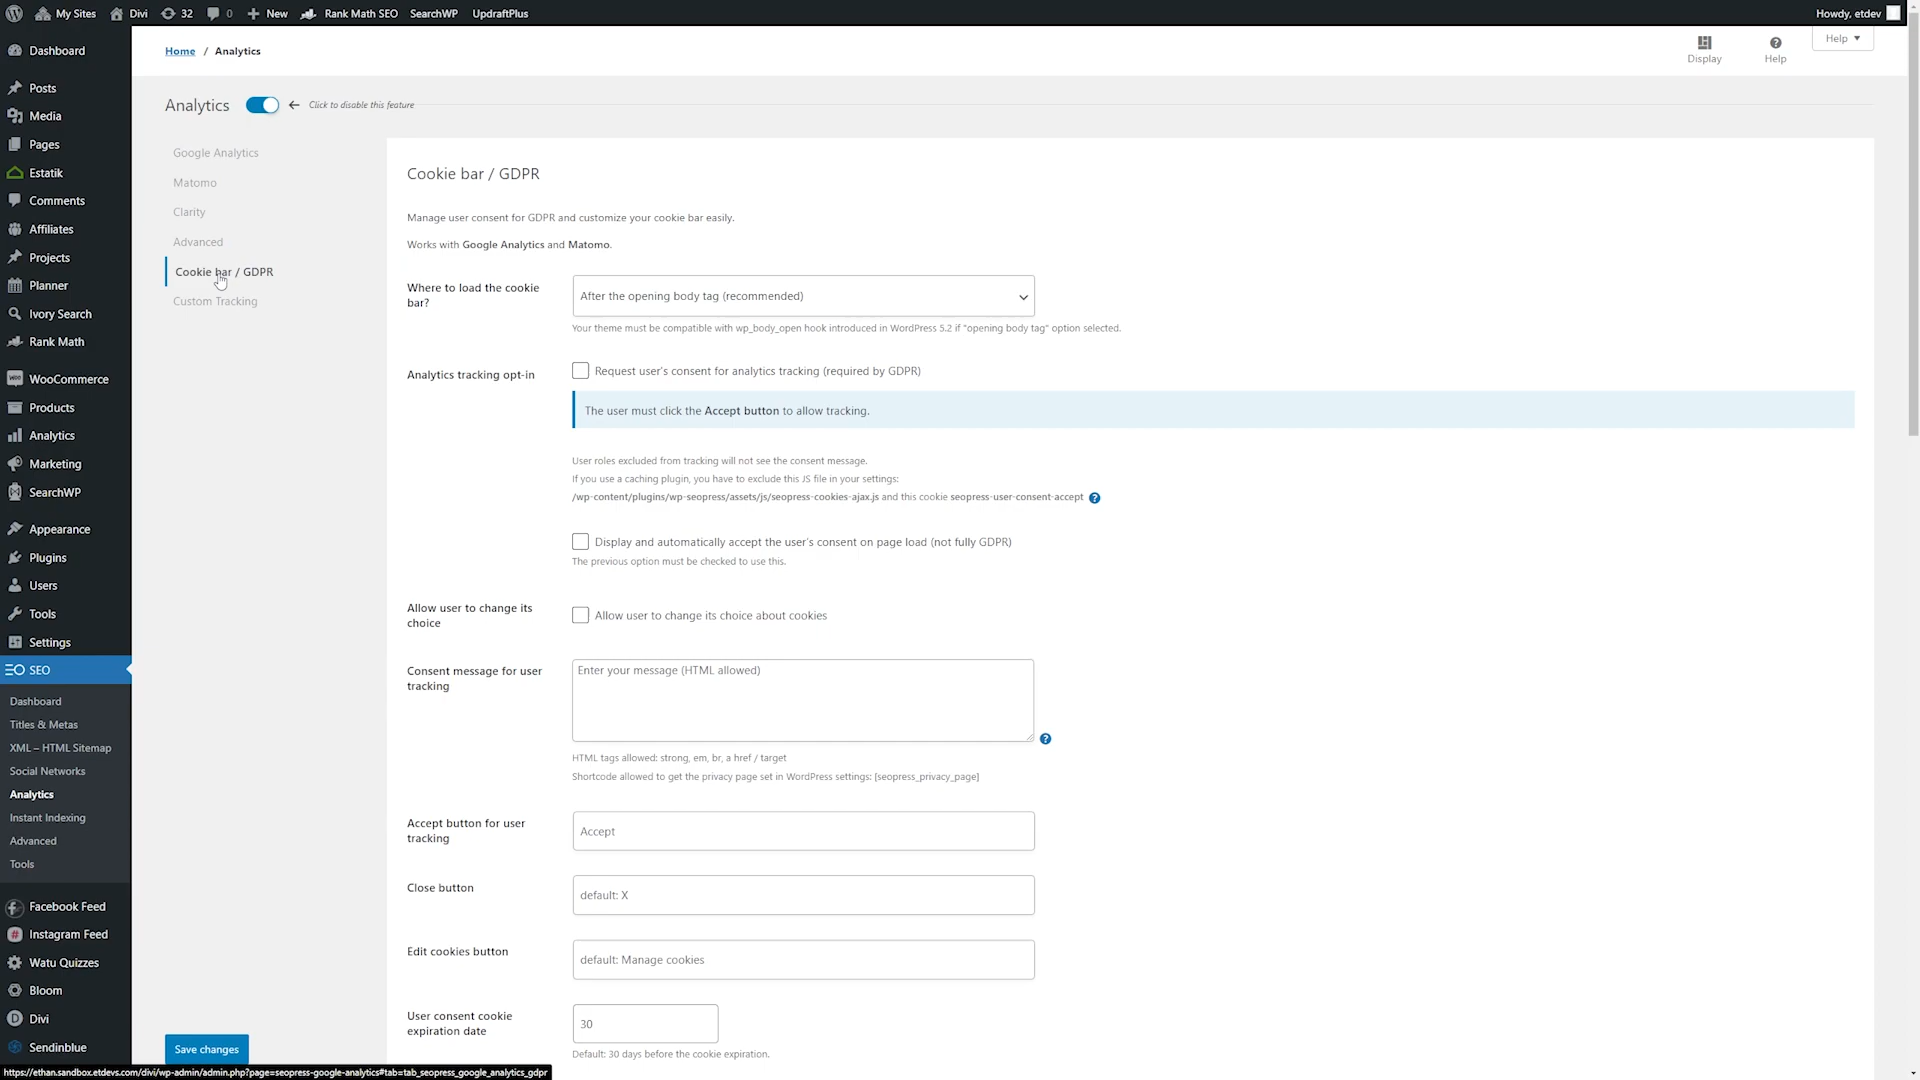 My Sites
Divi
32
0
New
Rank Math SEO
SearchWP
UpdraftPlus
Howdy, etdev
Dashboard
Posts
Media
Pages
Estatik
Comments
Affiliates
Projects
Planner
Ivory Search
Rank Math
WooCommerce
Products
Analytics
Marketing
SearchWP
Appearance
Plugins
Users
Tools
Settings
SEO
Dashboard
Titles & Metas
XML – HTML Sitemap
Social Networks
Analytics
Instant Indexing
Advanced
Tools
Facebook Feed
Instagram Feed
Watu Quizzes
Bloom
Divi
Sendinblue
Home / Analytics
Display
Help
Help
Analytics
Click to disable this feature
Google Analytics
Matomo
Clarity
Advanced
Cookie bar / GDPR
Custom Tracking
Cookie bar / GDPR
Manage user consent for GDPR and customize your cookie bar easily.
Works with Google Analytics and Matomo.
Where to load the cookie
bar?
After the opening body tag (recommended)
Your theme must be compatible with wp_body_open hook introduced in WordPress 5.2 if "opening body tag" option selected.
Analytics tracking opt-in
Request user's consent for analytics tracking (required by GDPR)
The user must click the Accept button to allow tracking.
User roles excluded from tracking will not see the consent message.
If you use a caching plugin, you have to exclude this JS file in your settings:
/wp-content/plugins/wp-seopress/assets/js/seopress-cookies-ajax.js and this cookie seopress-user-consent-accept
Display and automatically accept the user's consent on page load (not fully GDPR)
The previous option must be checked to use this.
Allow user to change its
choice
Allow user to change its choice about cookies
Consent message for user
tracking
Enter your message (HTML allowed)
HTML tags allowed: strong, em, br, a href / target
Shortcode allowed to get the privacy page set in WordPress settings: [seopress_privacy_page]
Accept button for user
tracking
Accept
Close button
default: X
Edit cookies button
default: Manage cookies
User consent cookie
expiration date
30
Default: 30 days before the cookie expiration.
Save changes
https://ethan.sandbox.etdevs.com/divi/wp-admin/admin.php?page=seopress-google-analytics#tab=tab_seopress_google_analytics_gdpr